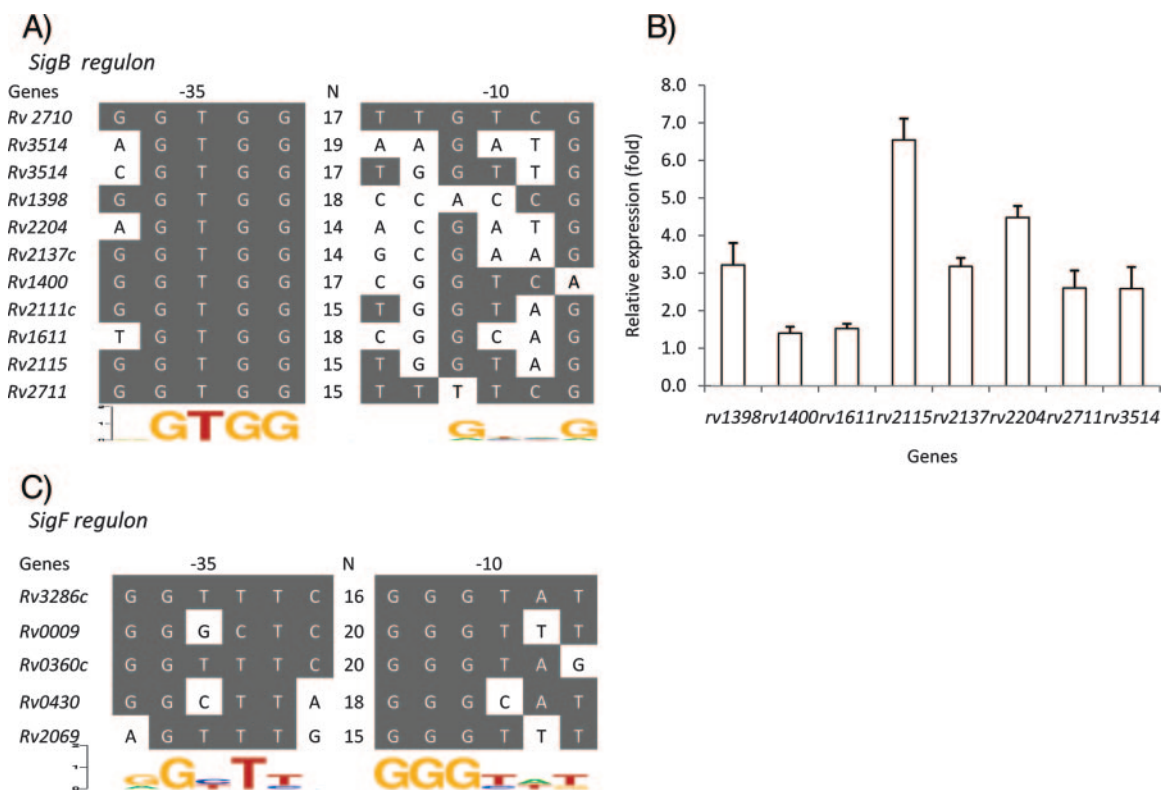 A)
SigB regulon
Genes -35 N -10
Rv 2710 G G T G G 17 T T G T C G
Rv3514 A G T G G 19 A A G A T G
Rv3514 C G T G G 17 T G G T T G
Rv1398 G G T G G 18 C C A C C G
Rv2204 A G T G G 14 A C G A T G
Rv2137c G G T G G 14 G C G A A G
Rv1400 G G T G G 17 C G G T C A
Rv2111c G G T G G 15 T G G T A G
Rv1611 T G T G G 18 C G G C A G
Rv2115 G G T G G 15 T G G T A G
Rv2711 G G T G G 15 T T T T C G
GTGG G G
B)
Relative expression (fold)
8.0
7.0
6.0
5.0
4.0
3.0
2.0
1.0
0.0
rv1398 rv1400 rv1611 rv2115 rv2137 rv2204 rv2711 rv3514
Genes
C)
SigF regulon
Genes -35 N -10
Rv3286c G G T T T C 16 G G G T A T
Rv0009 G G G C T C 20 G G G T T T
Rv0360c G G T T T C 20 G G G T A G
Rv0430 G G C T T A 18 G G G C A T
Rv2069 A G T T T G 15 G G G T T T
2
1
G G C T T GGG T A T